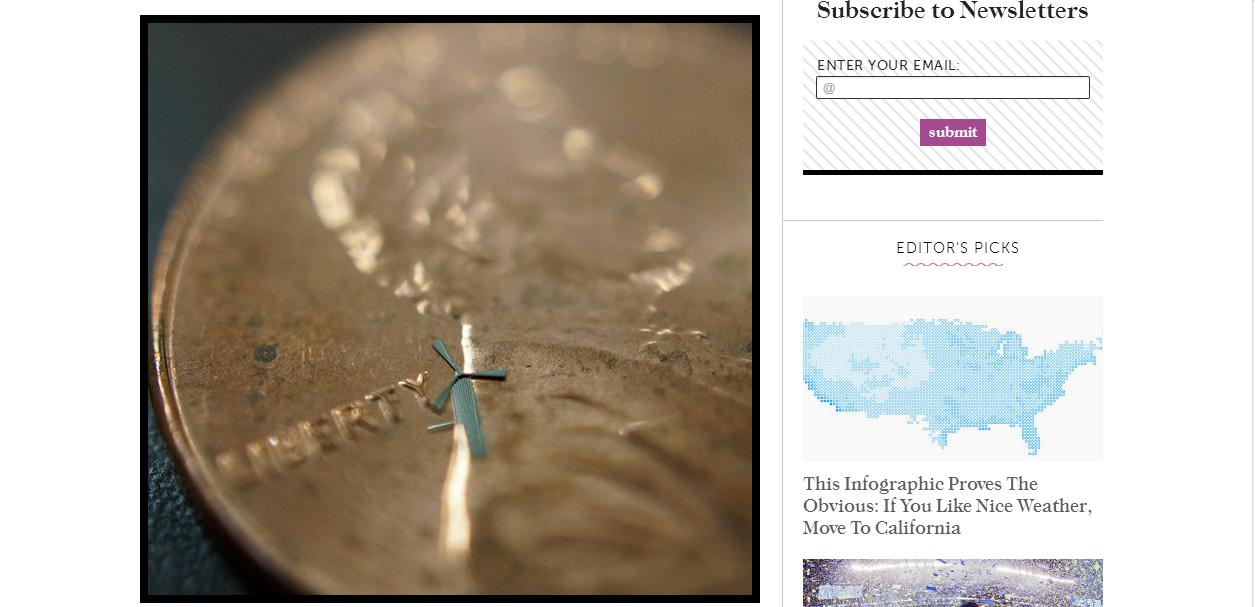 LIBERTY
Subscribe to Newsletters
ENTER YOUR EMAIL:
@
submit
EDITOR'S PICKS
This Infographic Proves The
Obvious: If You Like Nice Weather,
Move To California